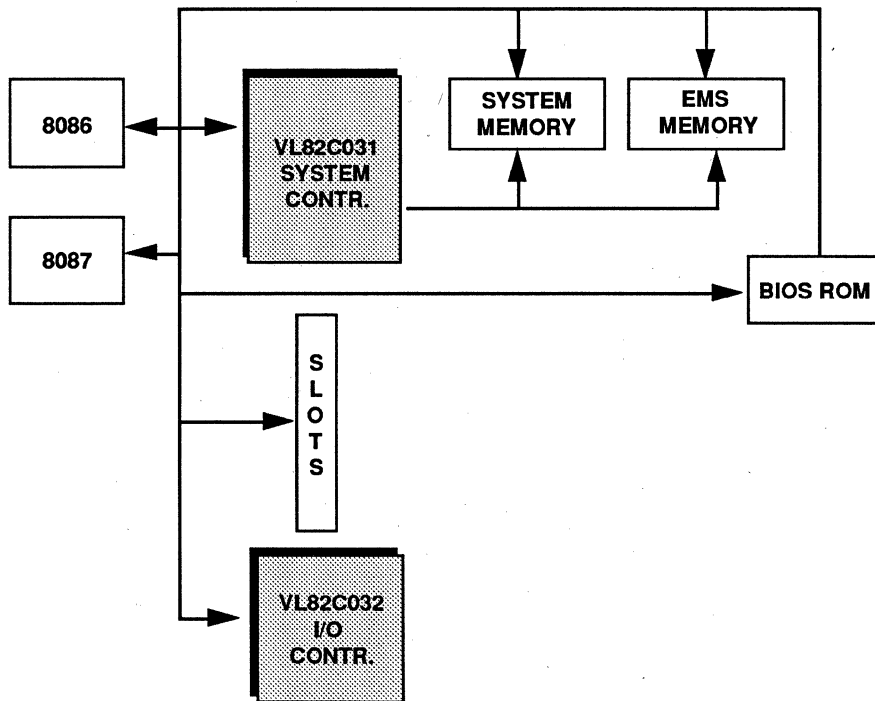 8086
VL82C031
SYSTEM
CONTR.
SYSTEM
MEMORY
EMS
MEMORY
8087
BIOS ROM
S
L
O
T
S
VL82C032
I/O
CONTR.